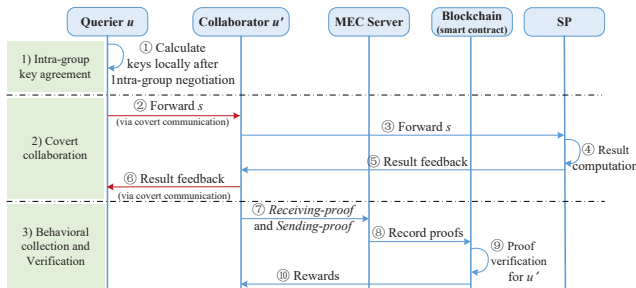 Querier u
Collaborator u'
MEC Server
Blockchain
(smart contract)
SP
1) Intra-group
key agreement
① Calculate
keys locally after
Intra-group negotiation
② Forward s
(via covert communication)
③ Forward s
2) Covert
collaboration
④ Result
computation
⑤ Result feedback
⑥ Result feedback
(via covert communication)
3) Behavioral
collection and
Verification
⑦ Receiving-proof
and Sending-proof
⑧ Record proofs
⑨ Proof
verification
for u'
⑩ Rewards